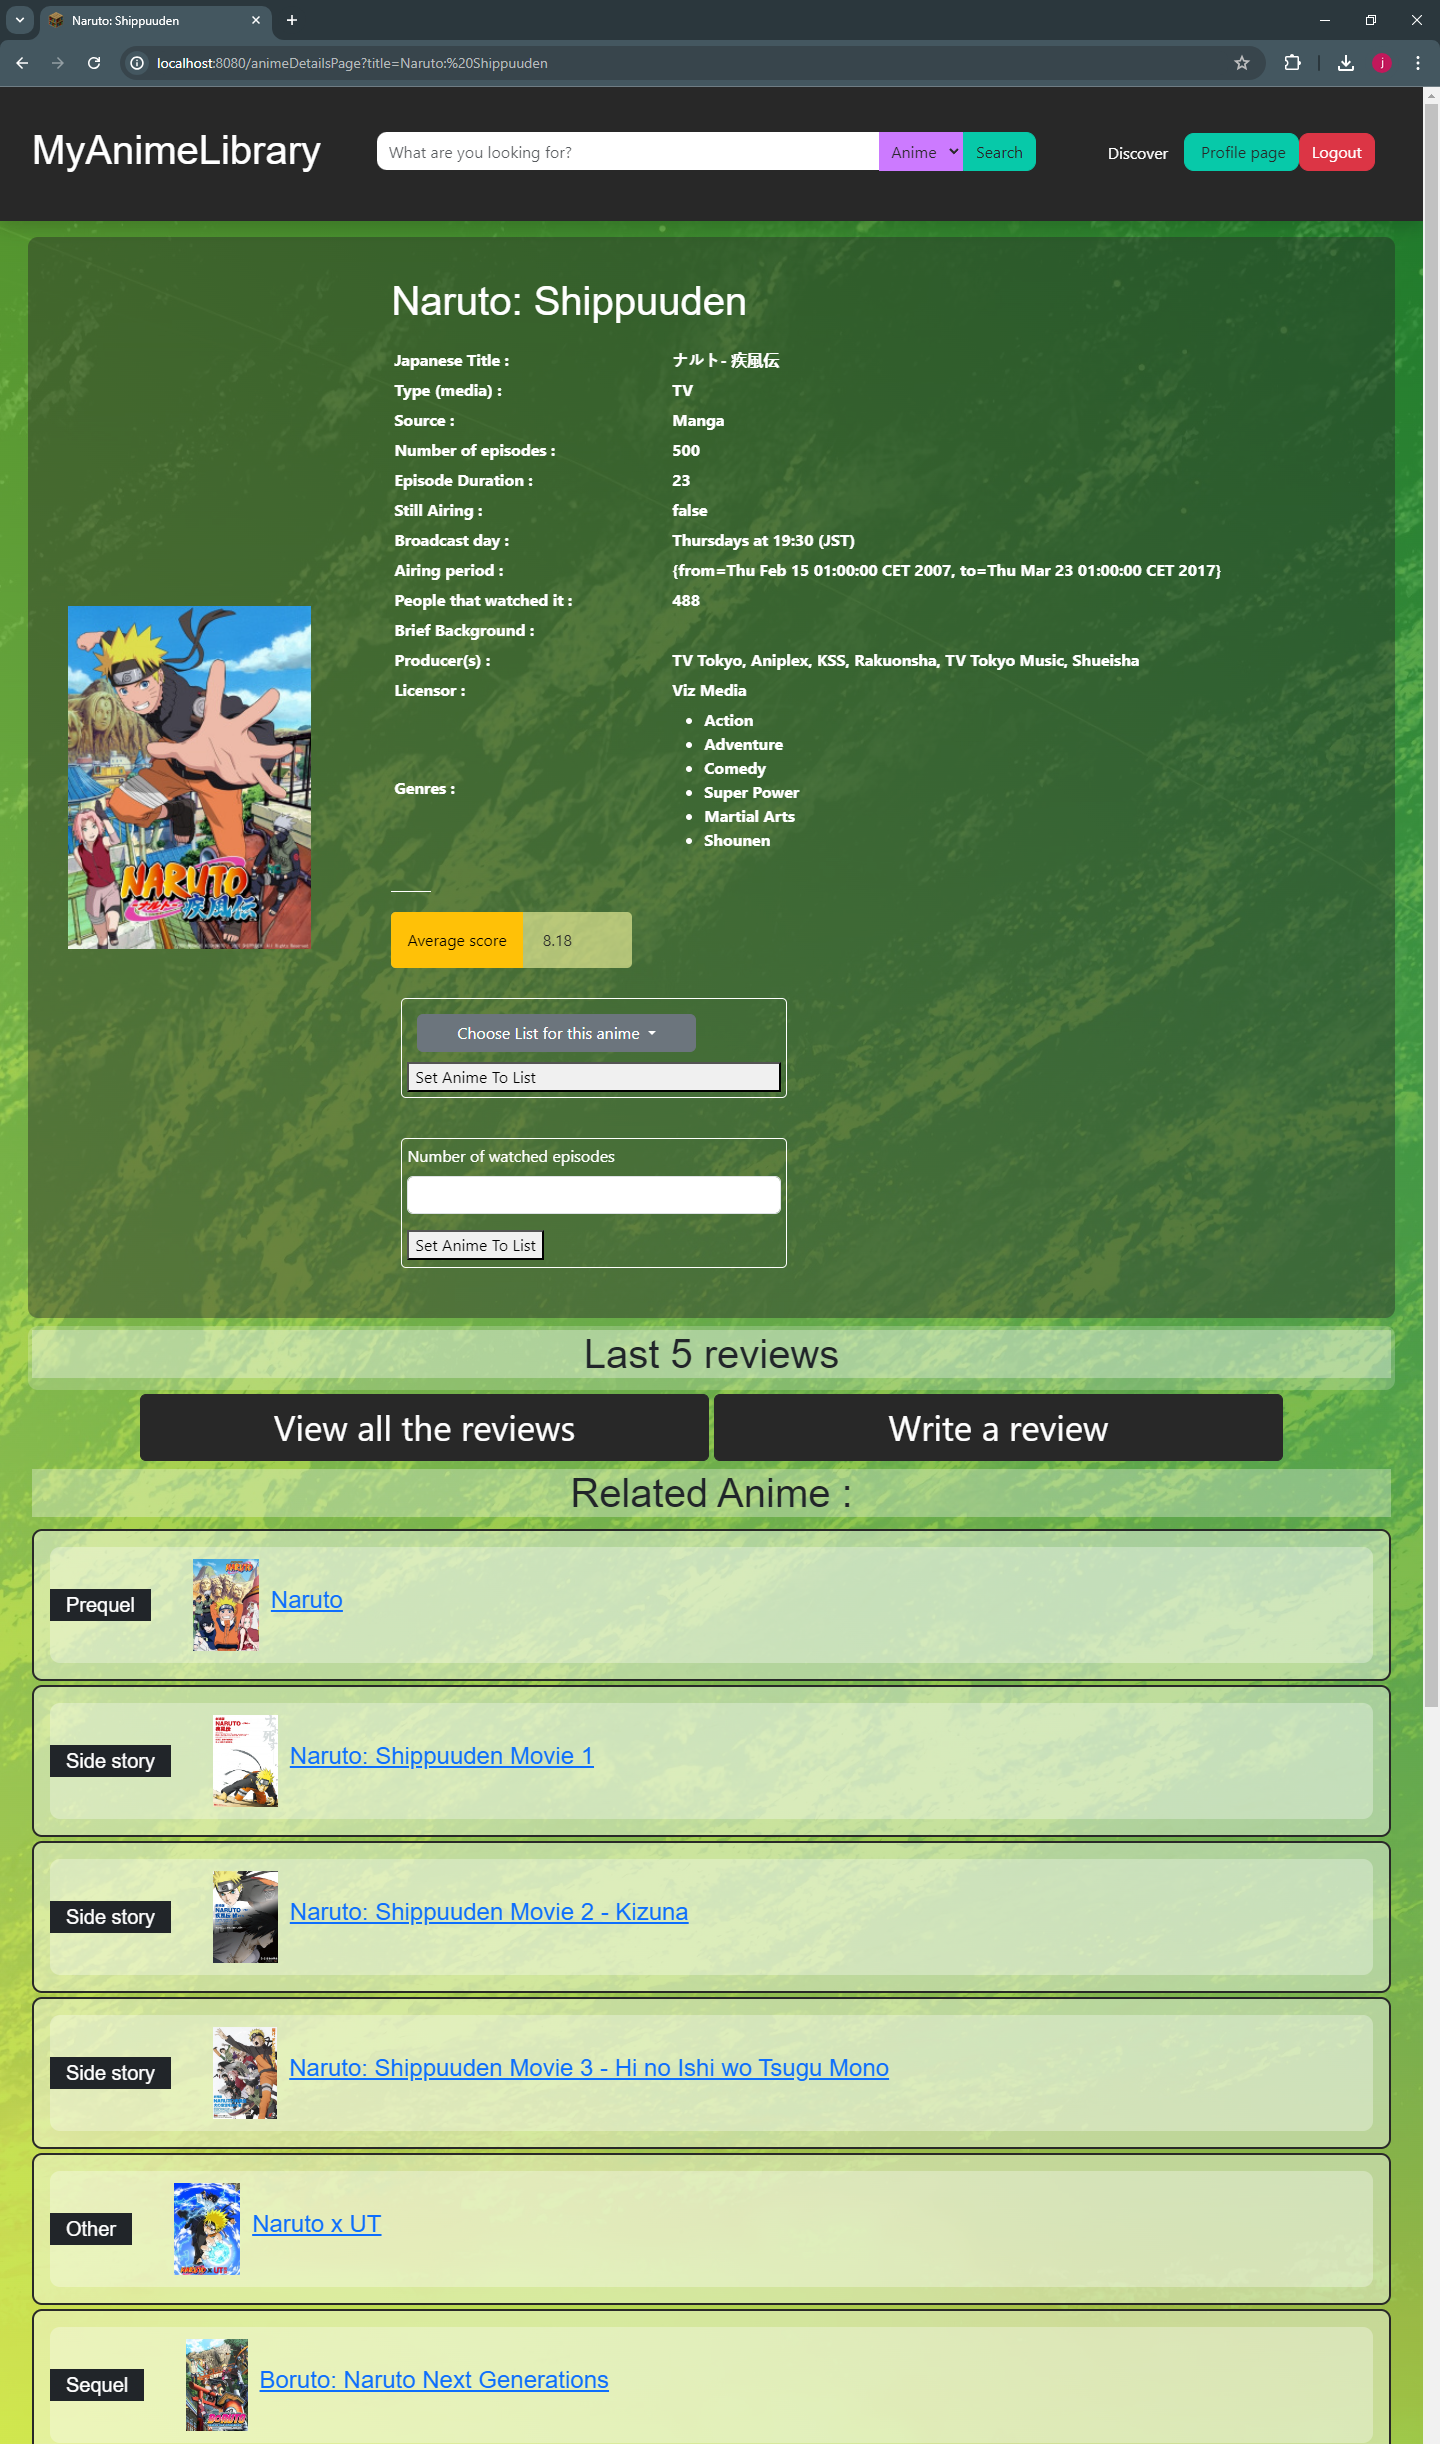 Naruto: Shippuuden
localhost:8080/animeDetailsPage?title=Naruto:%20Shippuuden
j
MyAnimeLibrary
What are you looking for?
Anime
Search
Discover
Profile page
Logout
Naruto: Shippuuden
Japanese Title : ナルト- 疾風伝
Type (media) : TV
Source : Manga
Number of episodes : 500
Episode Duration : 23
Still Airing : false
Broadcast day : Thursdays at 19:30 (JST)
Airing period : {from=Thu Feb 15 01:00:00 CET 2007, to=Thu Mar 23 01:00:00 CET 2017}
People that watched it : 488
Brief Background :
Producer(s) : TV Tokyo, Aniplex, KSS, Rakuonsha, TV Tokyo Music, Shueisha
Licensor : Viz Media
Genres :
• Action
• Adventure
• Comedy
• Super Power
• Martial Arts
• Shounen
NARUTO
-ナルト-
疾風伝
Average score 8.18
Choose List for this anime
Set Anime To List
Number of watched episodes
Set Anime To List
Last 5 reviews
View all the reviews
Write a review
Related Anime :
Prequel
Naruto
Side story
Naruto: Shippuuden Movie 1
Side story
Naruto: Shippuuden Movie 2 - Kizuna
Side story
Naruto: Shippuuden Movie 3 - Hi no Ishi wo Tsugu Mono
Other
Naruto x UT
Sequel
Boruto: Naruto Next Generations